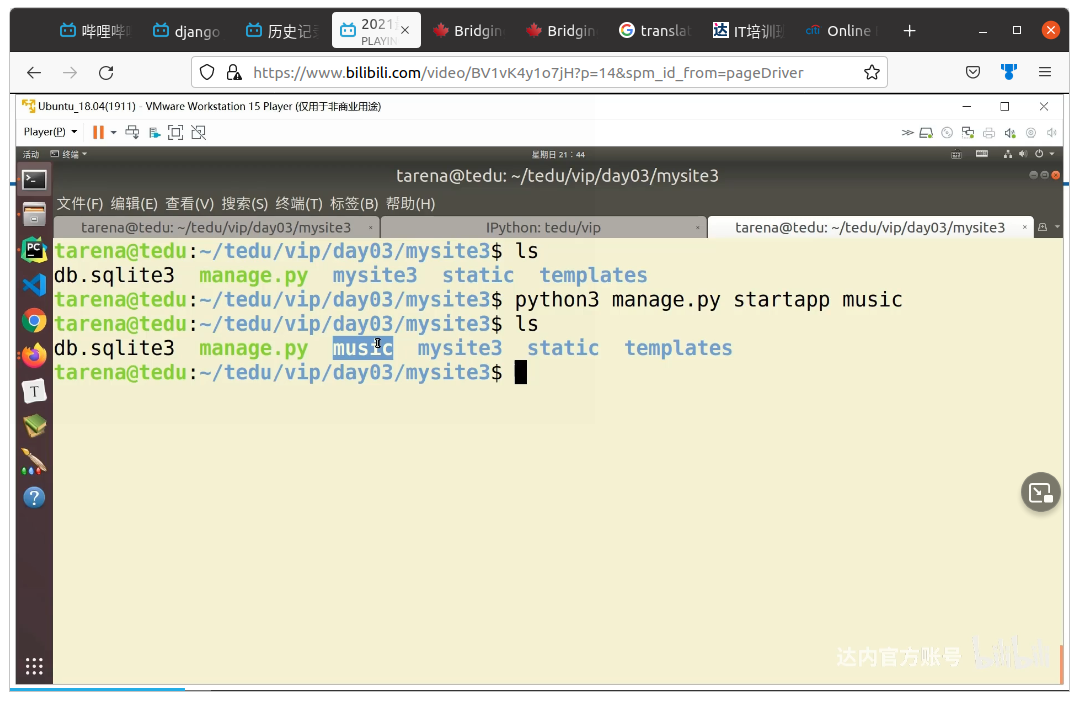 哔哩哔 django 历史记 2021 Bridgin Bridgin translat IT培训 Online
PLAYIN
https://www.bilibili.com/video/BV1vK4y1o7jH?p=14&spm_id_from=pageDriver
Ubuntu_18.04(1911) - VMware Workstation 15 Player (仅用于非商业用途)
Player(P)
活动 终端 星期日 21：44
tarena@tedu: ~/tedu/vip/day03/mysite3
文件(F) 编辑(E) 查看(V) 搜索(S) 终端(T) 标签(B) 帮助(H)
tarena@tedu: ~/tedu/vip/day03/mysite3 IPython: tedu/vip tarena@tedu: ~/tedu/vip/day03/mysite3
tarena@tedu:~/tedu/vip/day03/mysite3$ ls
db.sqlite3 manage.py mysite3 static templates
tarena@tedu:~/tedu/vip/day03/mysite3$ python3 manage.py startapp music
tarena@tedu:~/tedu/vip/day03/mysite3$ ls
db.sqlite3 manage.py music mysite3 static templates
tarena@tedu:~/tedu/vip/day03/mysite3$
达内官方账号